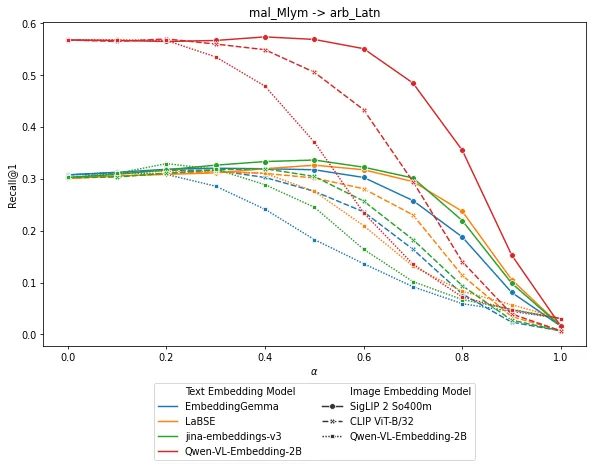 mal_Mlym -> arb_Latn
Recall@1
0.6
0.5
0.4
0.3
0.2
0.1
0.0
0.0 0.2 0.4 0.6 0.8 1.0
α
Text Embedding Model Image Embedding Model
EmbeddingGemma SigLIP 2 So400m
LaBSE CLIP ViT-B/32
jina-embeddings-v3 Qwen-VL-Embedding-2B
Qwen-VL-Embedding-2B